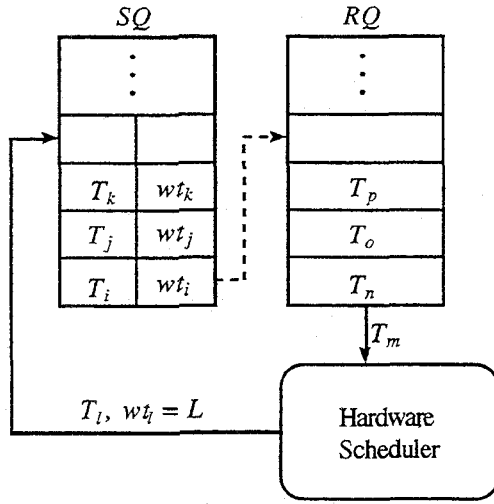 SQ RQ
T_k wt_k T_p
T_j wt_j T_o
T_i wt_i T_n
T_m
T_l, wt_l = L
Hardware
Scheduler